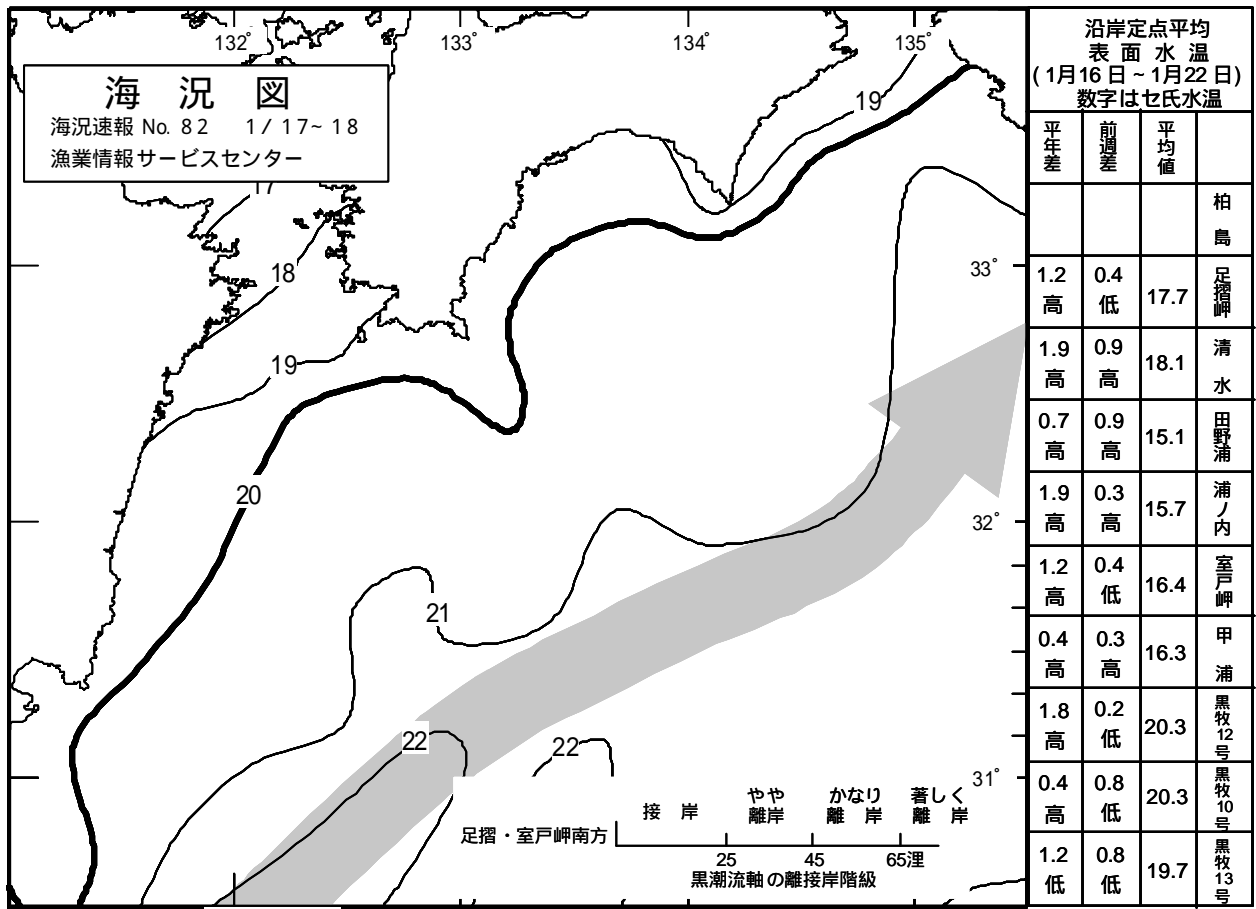 132°
133°
134°
135°
海況図
海況速報 No. 82 1/17~18
漁業情報サービスセンター
17
18
19
19
20
21
22
22
33°
32°
31°
接岸
やや離岸
かなり離岸
著しく離岸
足摺・室戸岬南方
25 45 65浬
黒潮流軸の離接岸階級
沿岸定点平均
表面水温
(1月16日~1月22日)
数字はセ氏水温
平年差 前週差 平均値
柏島
1.2高 0.4低 17.7 足摺岬
1.9高 0.9高 18.1 清水
0.7高 0.9高 15.1 田野浦
1.9高 0.3高 15.7 浦ノ内
1.2高 0.4低 16.4 室戸岬
0.4高 0.3高 16.3 甲浦
1.8高 0.2低 20.3 黒牧12号
0.4高 0.8低 20.3 黒牧10号
1.2低 0.8低 19.7 黒牧13号